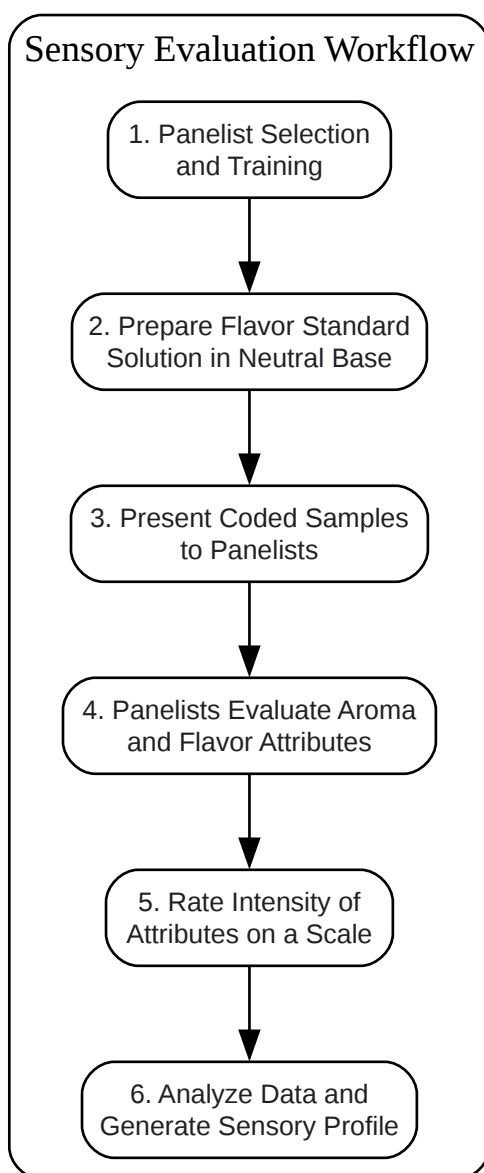 Sensory Evaluation Workflow
1. Panelist Selection
and Training
2. Prepare Flavor Standard
Solution in Neutral Base
3. Present Coded Samples
to Panelists
4. Panelists Evaluate Aroma
and Flavor Attributes
5. Rate Intensity of
Attributes on a Scale
6. Analyze Data and
Generate Sensory Profile